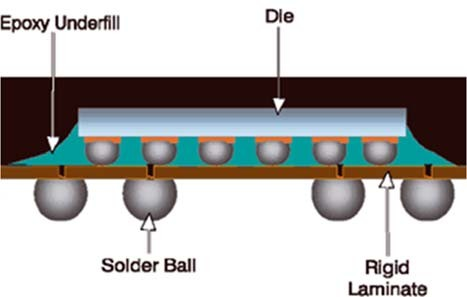 Epoxy Underfill
Die
Solder Ball
Rigid
Laminate